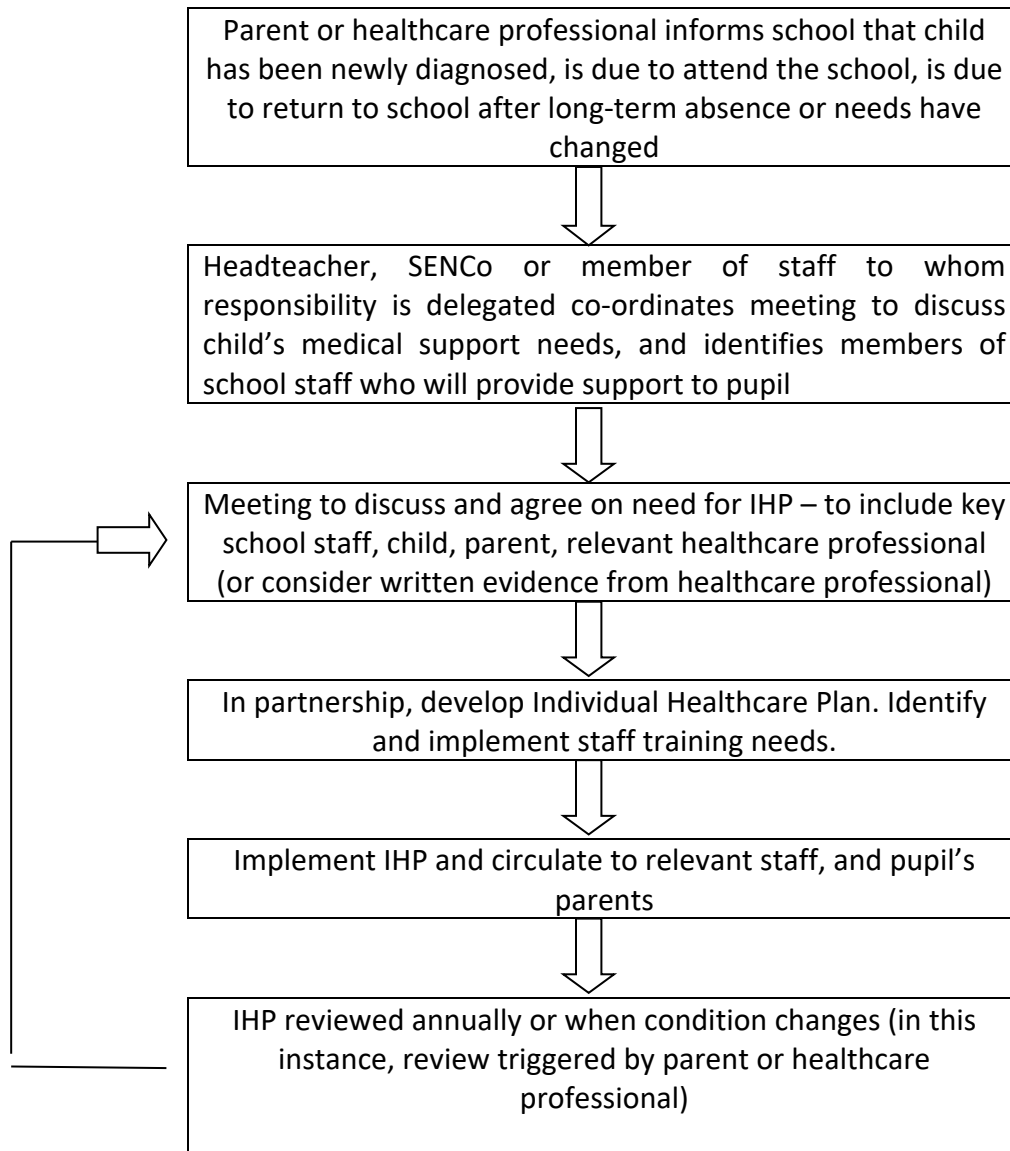 Parent or healthcare professional informs school that child
has been newly diagnosed, is due to attend the school, is due
to return to school after long-term absence or needs have
changed
Headteacher, SENCo or member of staff to whom
responsibility is delegated co-ordinates meeting to discuss
child’s medical support needs, and identifies members of
school staff who will provide support to pupil
Meeting to discuss and agree on need for IHP – to include key
school staff, child, parent, relevant healthcare professional
(or consider written evidence from healthcare professional)
In partnership, develop Individual Healthcare Plan. Identify
and implement staff training needs.
Implement IHP and circulate to relevant staff, and pupil’s
parents
IHP reviewed annually or when condition changes (in this
instance, review triggered by parent or healthcare
professional)